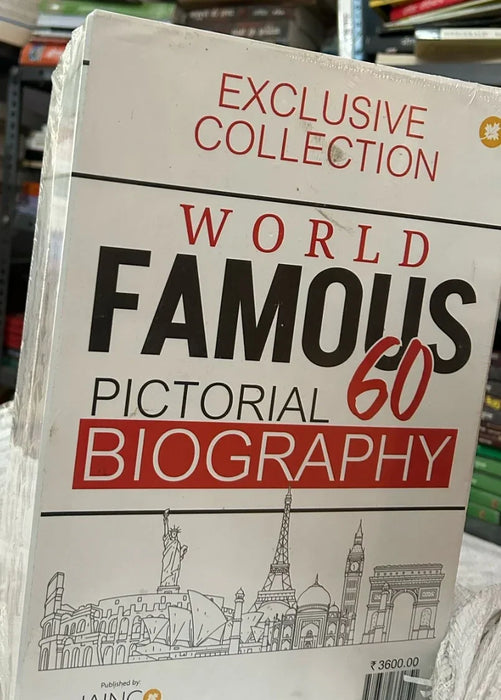 EXCLUSIVE
COLLECTION
WORLD
FAMOUS
60
PICTORIAL
BIOGRAPHY
₹ 3600.00
Published by: